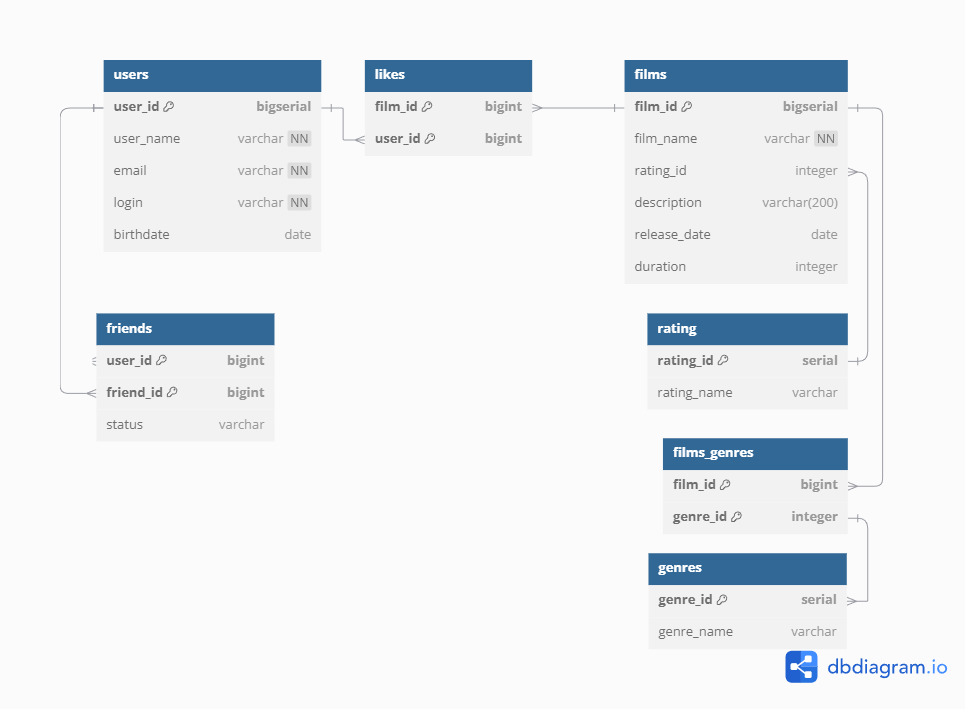 users
user_id bigserial
user_name varchar NN
email varchar NN
login varchar NN
birthdate date
likes
film_id bigint
user_id bigint
films
film_id bigserial
film_name varchar NN
rating_id integer
description varchar(200)
release_date date
duration integer
friends
user_id bigint
friend_id bigint
status varchar
rating
rating_id serial
rating_name varchar
films_genres
film_id bigint
genre_id integer
genres
genre_id serial
genre_name varchar
dbdiagram.io